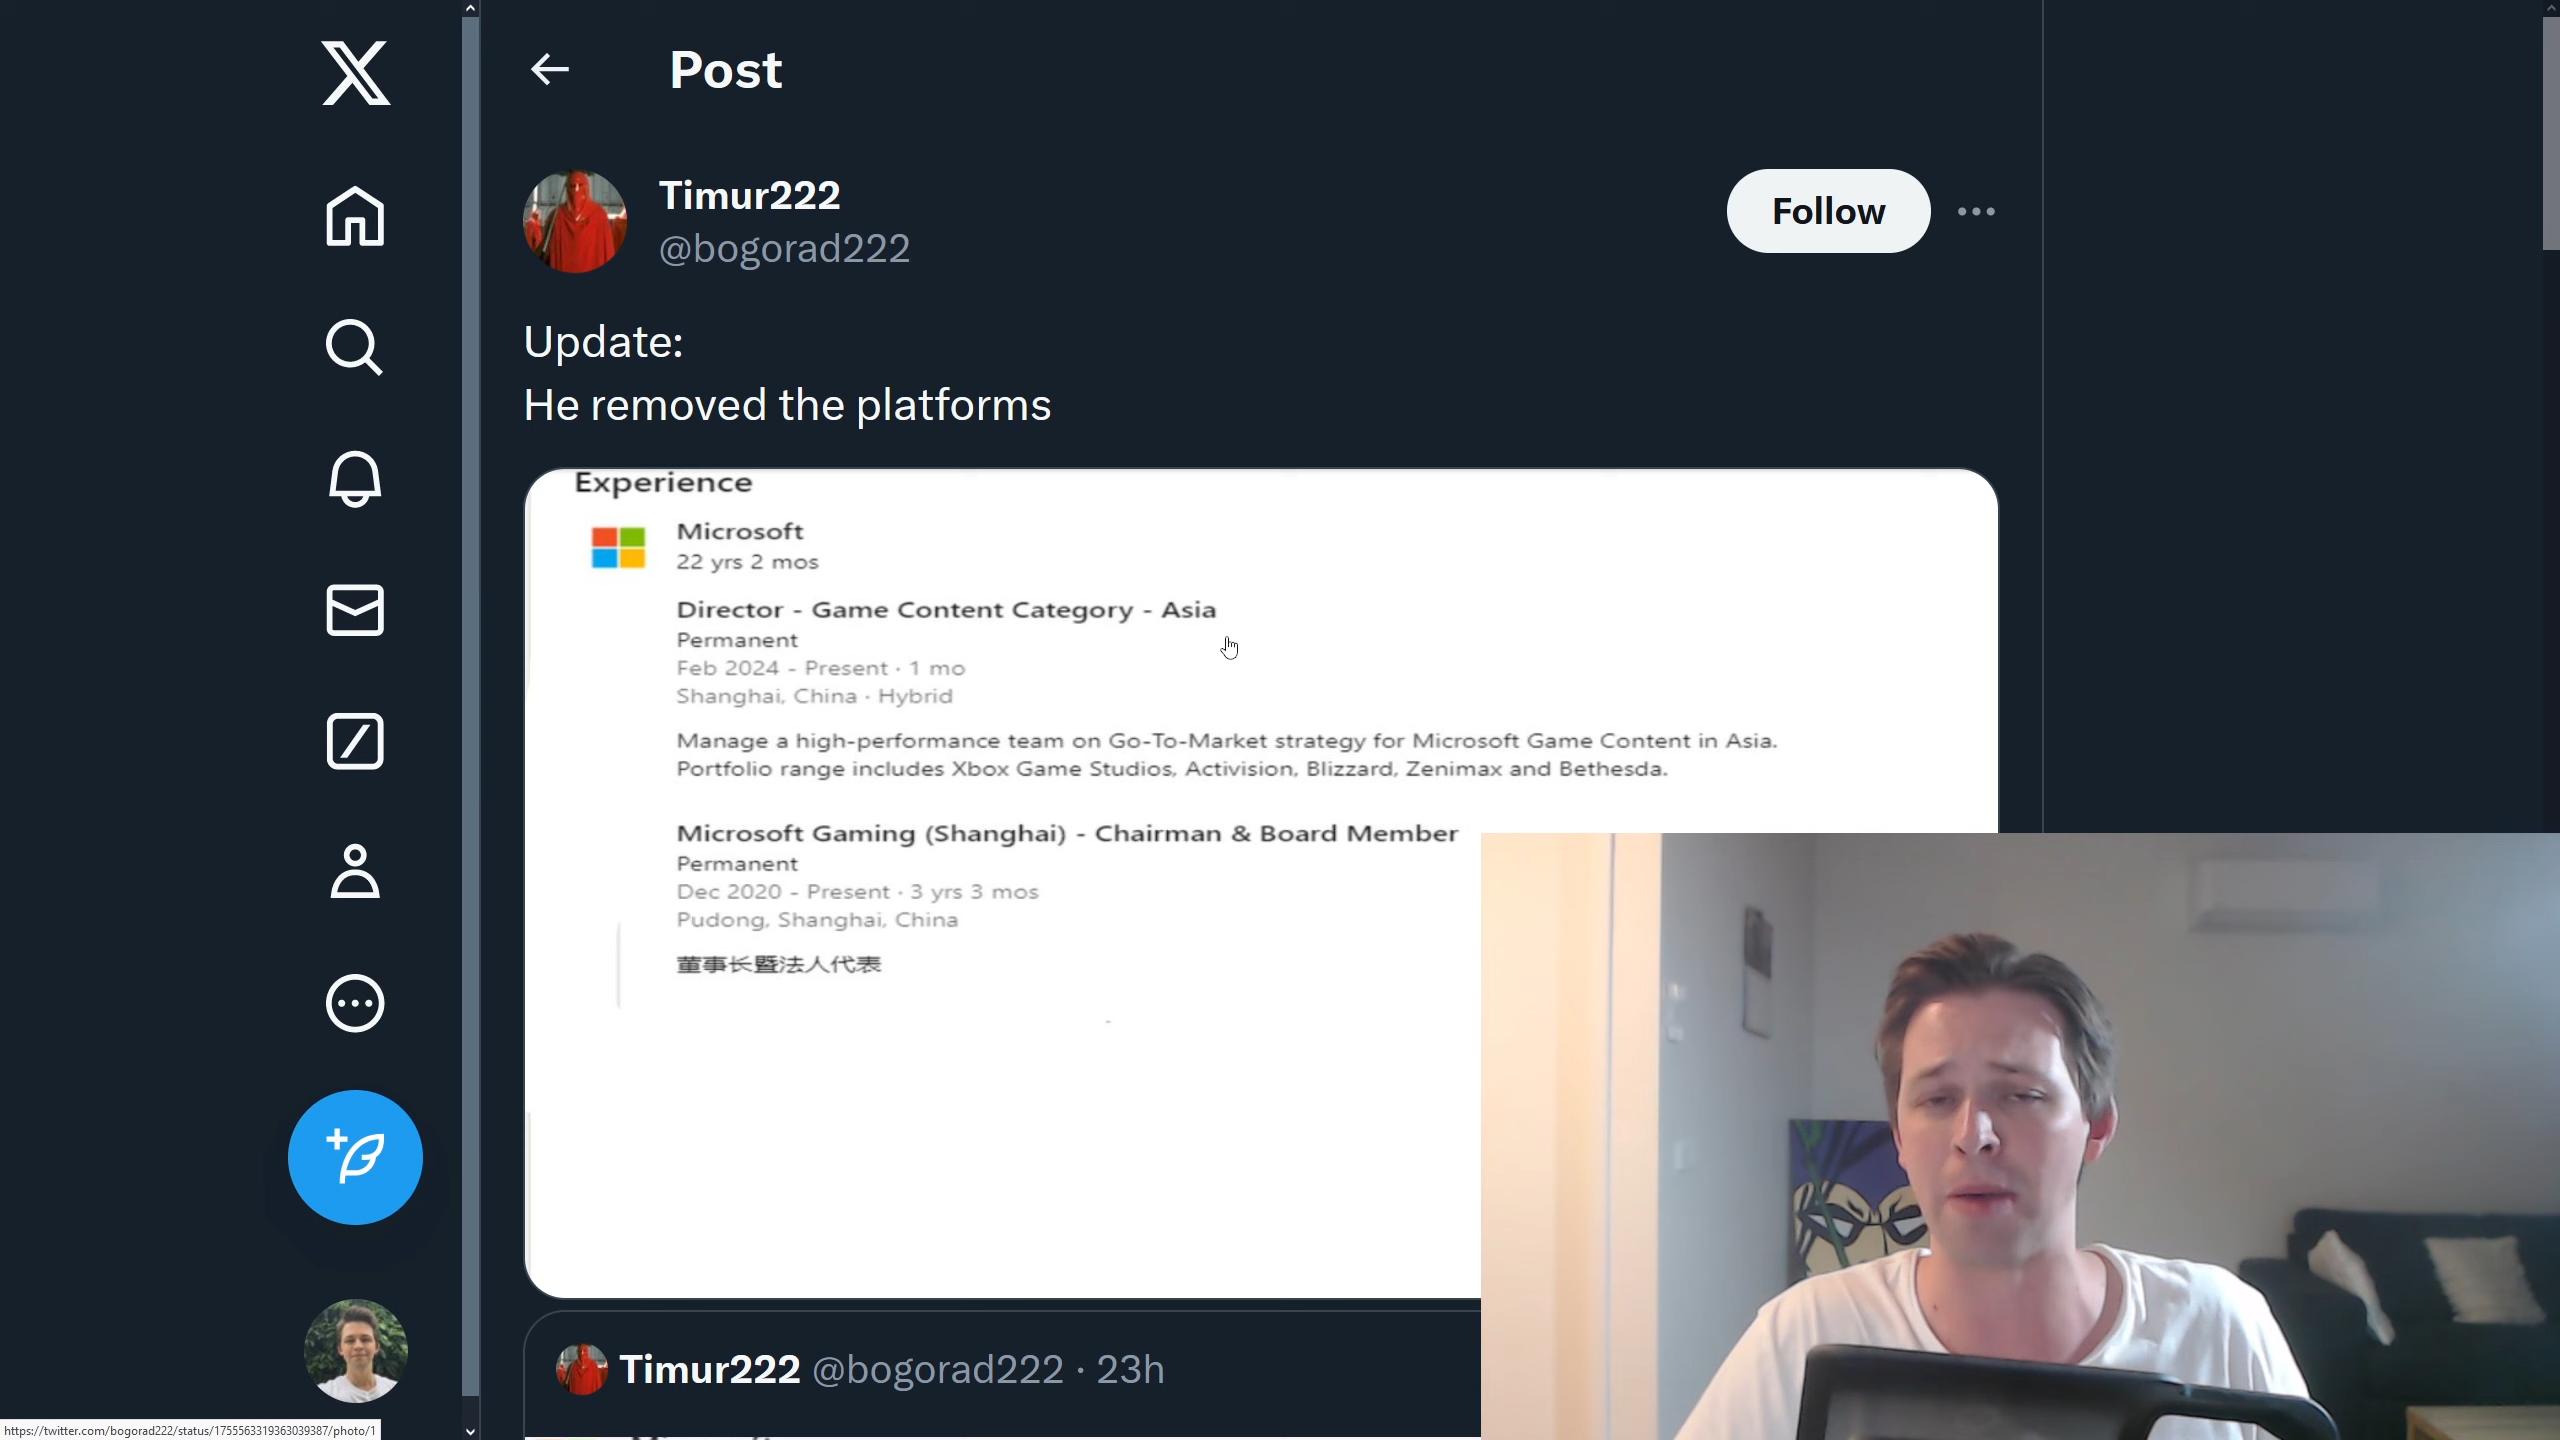 Post
Timur222
@bogorad222
Follow
Update:
He removed the platforms
Experience
Microsoft
22 yrs 2 mos
Director - Game Content Category - Asia
Permanent
Feb 2024 - Present · 1 mo
Shanghai, China · Hybrid
Manage a high-performance team on Go-To-Market strategy for Microsoft Game Content in Asia.
Portfolio range includes Xbox Game Studios, Activision, Blizzard, Zenimax and Bethesda.
Microsoft Gaming (Shanghai) - Chairman & Board Member
Permanent
Dec 2020 - Present · 3 yrs 3 mos
Pudong, Shanghai, China
董事长暨法人代表
Timur222 @bogorad222 · 23h
https://twitter.com/bogorad222/status/1755563319363039387/photo/1